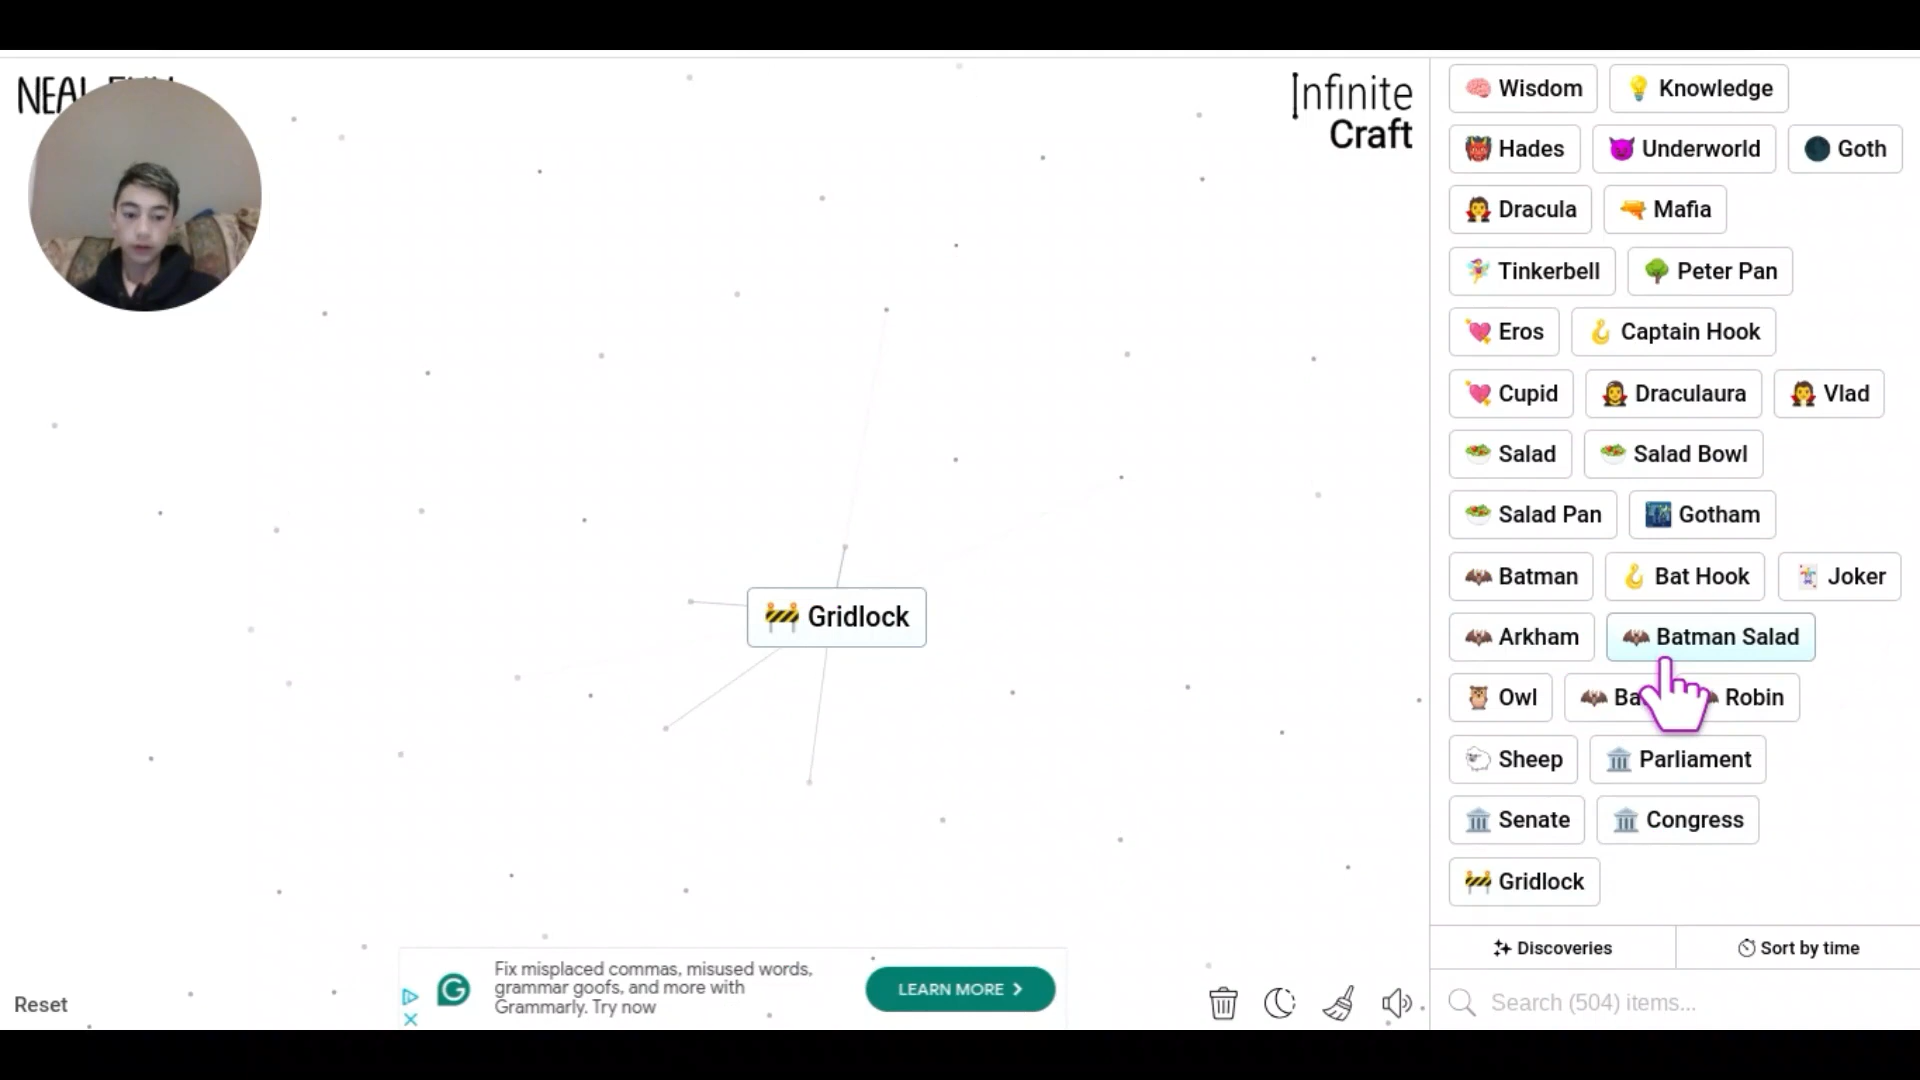 NEAL
Infinite
Craft
Wisdom
Knowledge
Hades
Underworld
Goth
Dracula
Mafia
Tinkerbell
Peter Pan
Eros
Captain Hook
Cupid
Draculaura
Vlad
Salad
Salad Bowl
Salad Pan
Gotham
Batman
Bat Hook
Joker
Arkham
Batman Salad
Owl
Robin
Sheep
Parliament
Senate
Congress
Gridlock
Gridlock
Discoveries
Sort by time
Search (504) items...
Fix misplaced commas, misused words,
grammar goofs, and more with
Grammarly. Try now
LEARN MORE
Reset